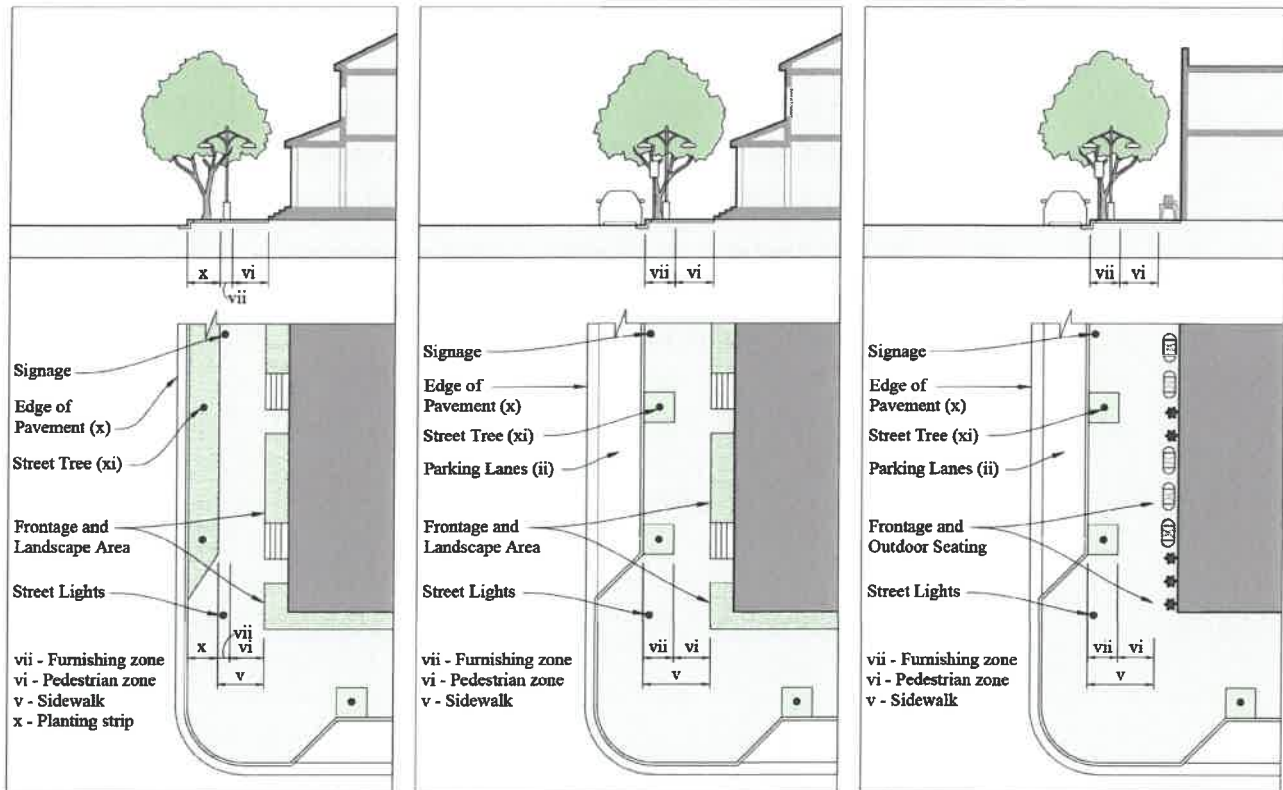 x
vi
vii
Signage
Edge of
Pavement (x)
Street Tree (xi)
Frontage and
Landscape Area
Street Lights
vii
x
vi
v
vii - Furnishing zone
vi - Pedestrian zone
v - Sidewalk
x - Planting strip
vii
vi
Signage
Edge of
Pavement (x)
Street Tree (xi)
Parking Lanes (ii)
Frontage and
Landscape Area
Street Lights
vii
vi
v
vii - Furnishing zone
vi - Pedestrian zone
v - Sidewalk
vii
vi
Signage
Edge of
Pavement (x)
Street Tree (xi)
Parking Lanes (ii)
Frontage and
Outdoor Seating
Street Lights
vii
vi
v
vii - Furnishing zone
vi - Pedestrian zone
v - Sidewalk